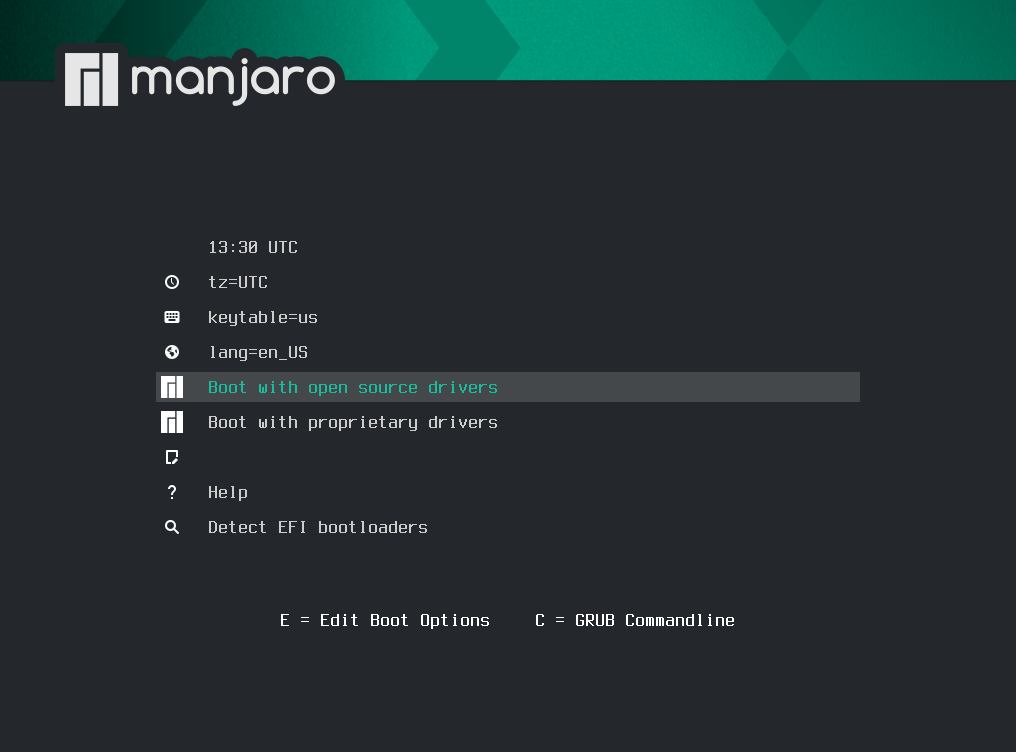 manjaro
13:30 UTC
tz=UTC
keytable=us
lang=en_US
Boot with open source drivers
Boot with proprietary drivers
Help
Detect EFI bootloaders
E = Edit Boot Options    C = GRUB Commandline